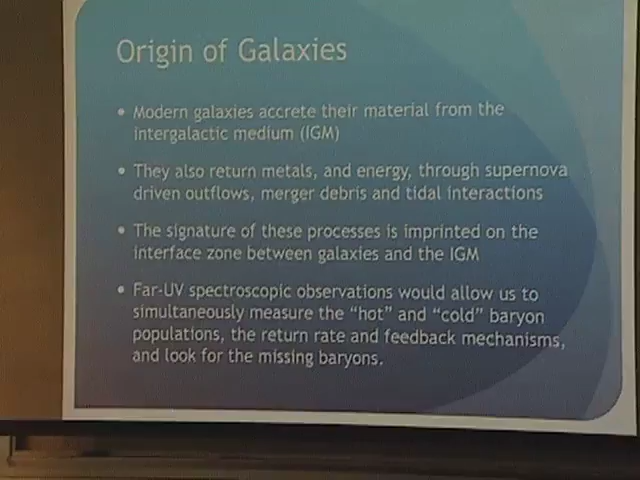 Origin of Galaxies
• Modern galaxies accrete their material from the
intergalactic medium (IGM)
• They also return metals, and energy, through supernova
driven outflows, merger debris and tidal interactions
• The signature of these processes is imprinted on the
interface zone between galaxies and the IGM
• Far-UV spectroscopic observations would allow us to
simultaneously measure the “hot” and “cold” baryon
populations, the return rate and feedback mechanisms,
and look for the missing baryons.